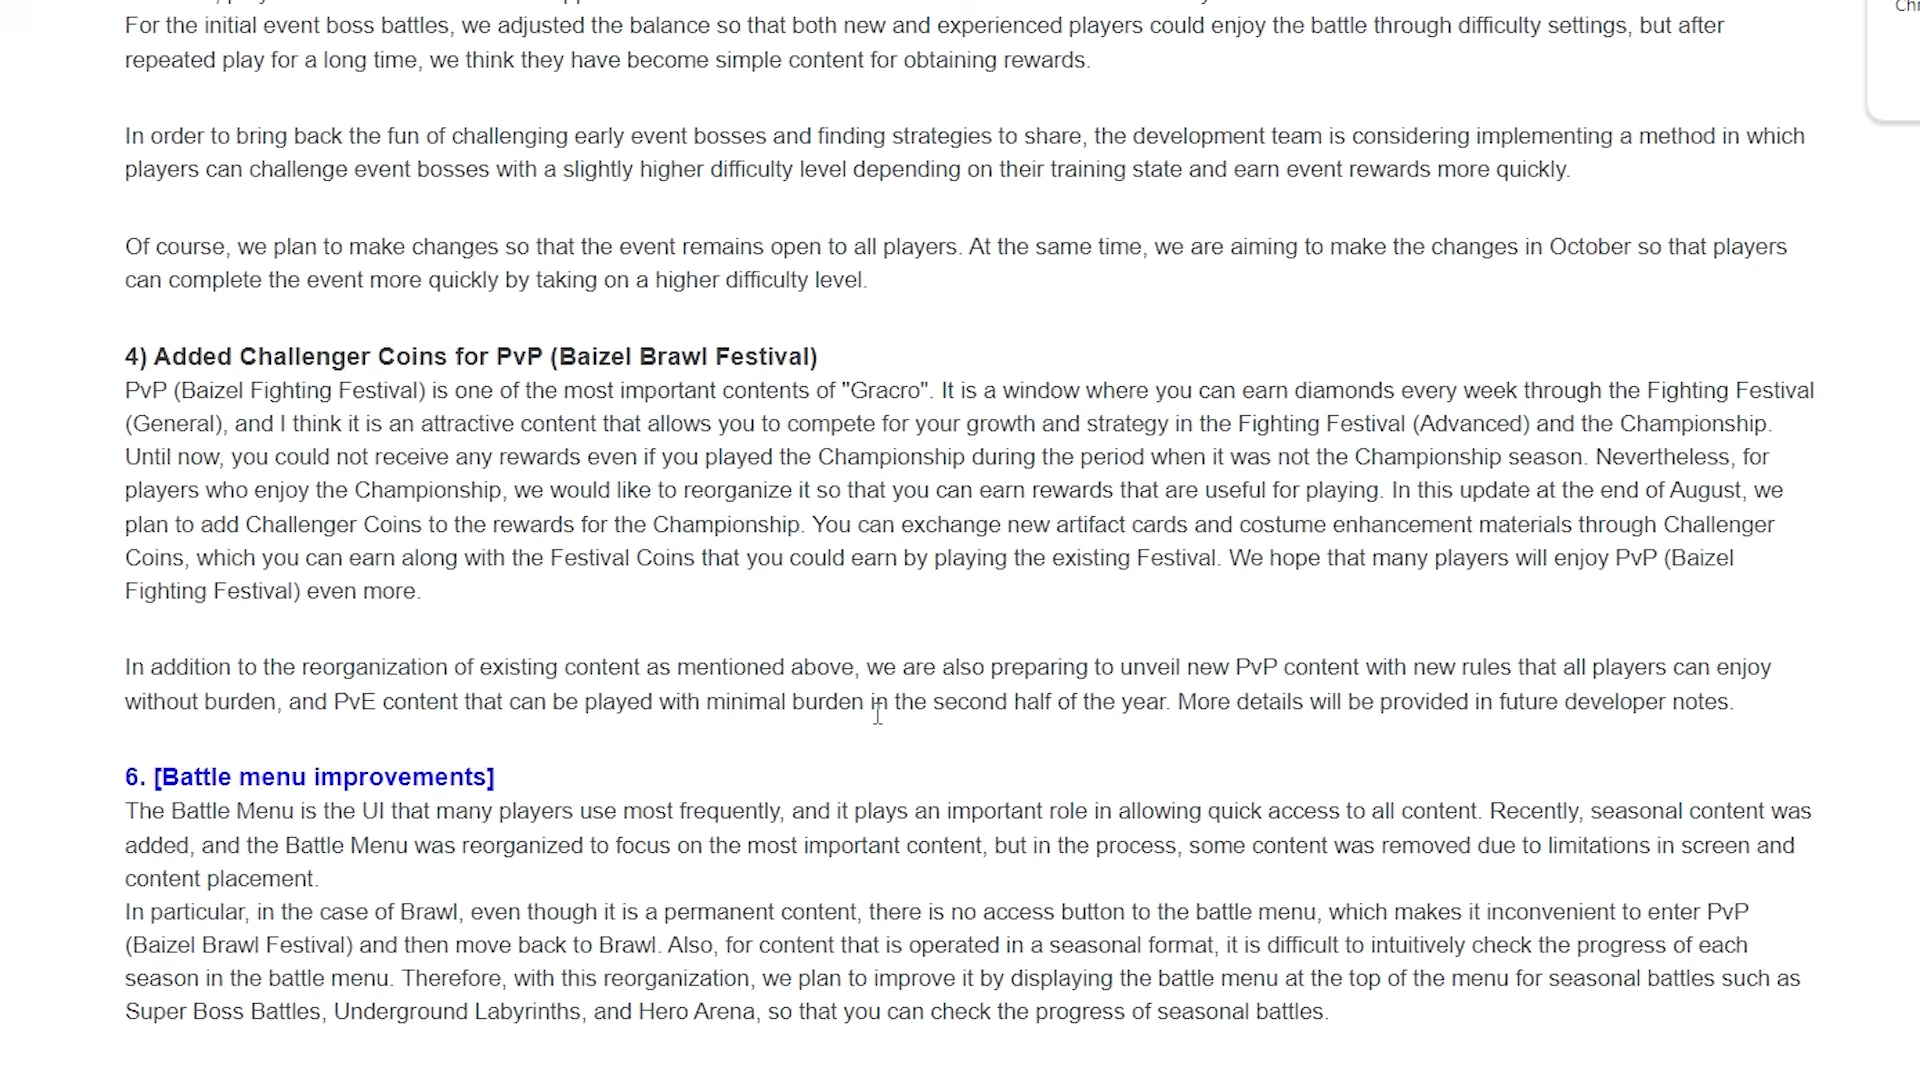 Chr
For the initial event boss battles, we adjusted the balance so that both new and experienced players could enjoy the battle through difficulty settings, but after
repeated play for a long time, we think they have become simple content for obtaining rewards.
In order to bring back the fun of challenging early event bosses and finding strategies to share, the development team is considering implementing a method in which
players can challenge event bosses with a slightly higher difficulty level depending on their training state and earn event rewards more quickly.
Of course, we plan to make changes so that the event remains open to all players. At the same time, we are aiming to make the changes in October so that players
can complete the event more quickly by taking on a higher difficulty level.
4) Added Challenger Coins for PvP (Baizel Brawl Festival)
PvP (Baizel Fighting Festival) is one of the most important contents of "Gracro". It is a window where you can earn diamonds every week through the Fighting Festival
(General), and I think it is an attractive content that allows you to compete for your growth and strategy in the Fighting Festival (Advanced) and the Championship.
Until now, you could not receive any rewards even if you played the Championship during the period when it was not the Championship season. Nevertheless, for
players who enjoy the Championship, we would like to reorganize it so that you can earn rewards that are useful for playing. In this update at the end of August, we
plan to add Challenger Coins to the rewards for the Championship. You can exchange new artifact cards and costume enhancement materials through Challenger
Coins, which you can earn along with the Festival Coins that you could earn by playing the existing Festival. We hope that many players will enjoy PvP (Baizel
Fighting Festival) even more.
In addition to the reorganization of existing content as mentioned above, we are also preparing to unveil new PvP content with new rules that all players can enjoy
without burden, and PvE content that can be played with minimal burden in the second half of the year. More details will be provided in future developer notes.
6. [Battle menu improvements]
The Battle Menu is the UI that many players use most frequently, and it plays an important role in allowing quick access to all content. Recently, seasonal content was
added, and the Battle Menu was reorganized to focus on the most important content, but in the process, some content was removed due to limitations in screen and
content placement.
In particular, in the case of Brawl, even though it is a permanent content, there is no access button to the battle menu, which makes it inconvenient to enter PvP
(Baizel Brawl Festival) and then move back to Brawl. Also, for content that is operated in a seasonal format, it is difficult to intuitively check the progress of each
season in the battle menu. Therefore, with this reorganization, we plan to improve it by displaying the battle menu at the top of the menu for seasonal battles such as
Super Boss Battles, Underground Labyrinths, and Hero Arena, so that you can check the progress of seasonal battles.